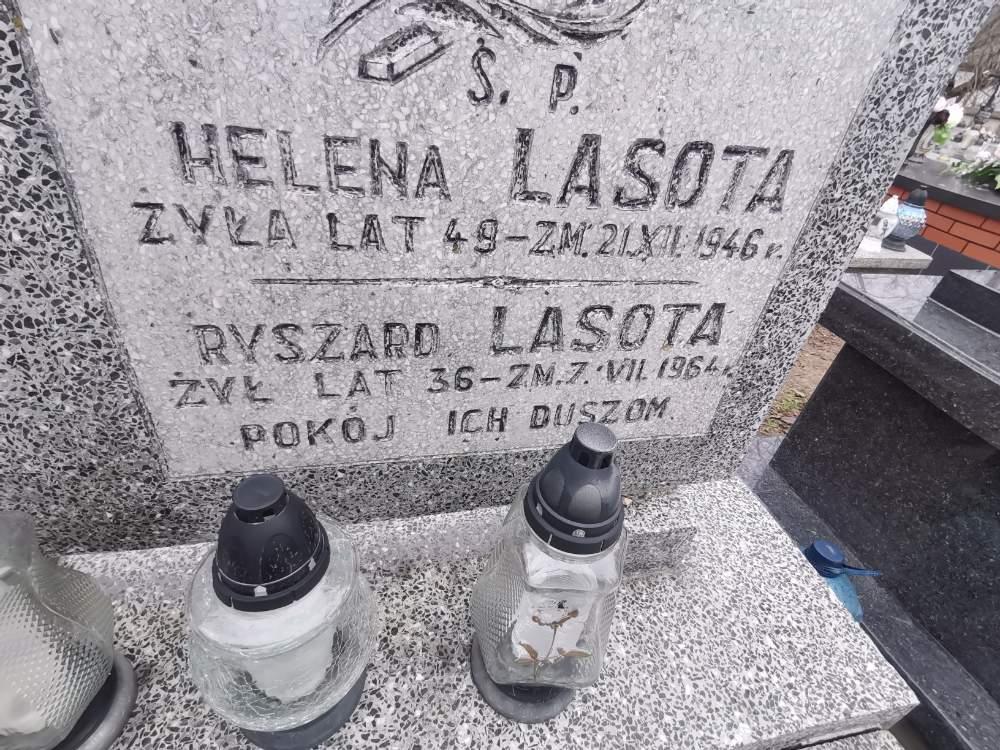 Ś. P.
HELENA LASOTA
ŻYŁA LAT 49 – ZM. 21.XII. 1946 r.
RYSZARD LASOTA
ŻYŁ LAT 36 – ZM. 7. VII. 1964 r.
POKÓJ ICH DUSZOM.